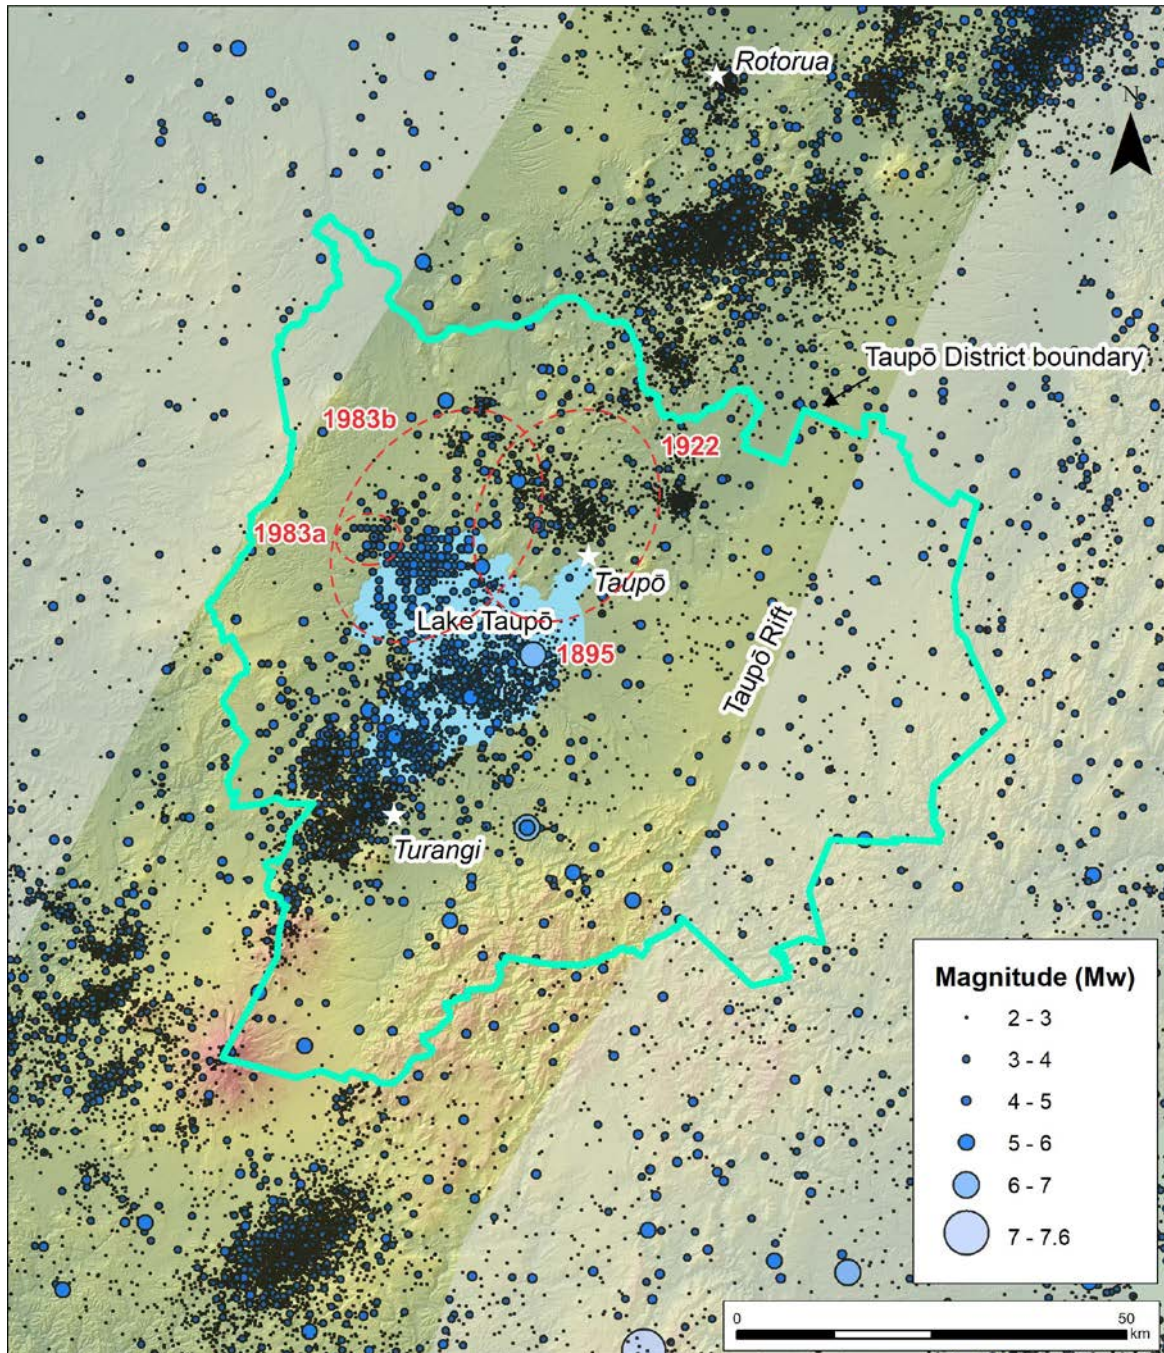 Rotorua
N
Taupō District boundary
1983b
1922
1983a
Taupō
Lake Taupō
1895
Taupō Rift
Turangi
Magnitude (Mw)
2 - 3
3 - 4
4 - 5
5 - 6
6 - 7
7 - 7.6
0
50
km